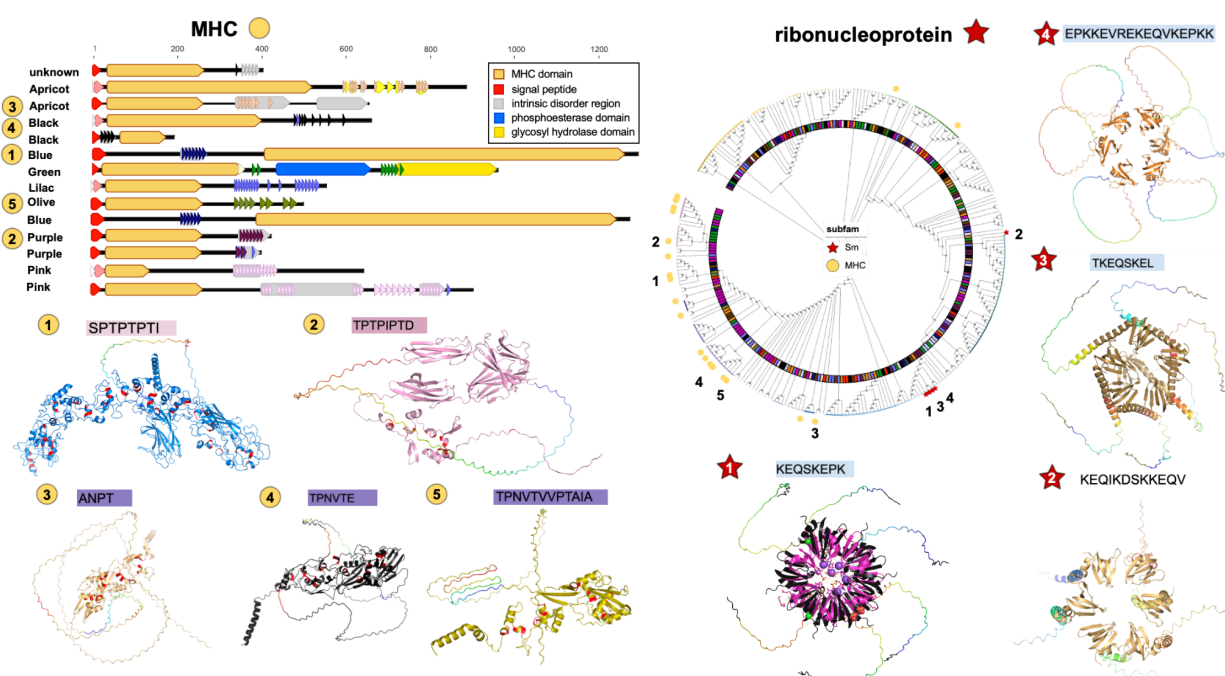 MHC
1 200 400 600 800 1000 1200
unknown
Apricot
3 Apricot
4 Black
Black
1 Blue
Green
Lilac
5 Olive
Blue
2 Purple
Purple
Pink
Pink
MHC domain
signal peptide
intrinsic disorder region
phosphoesterase domain
glycosyl hydrolase domain
1 SPTPTPTI
2 TPTPIPTD
3 ANPT
4 TPNVTE
5 TPNVTVVPTAIA
ribonucleoprotein
subfam
Sm
MHC
2
1
4
5
3
1 3 4
2
4 EPKKEVREKEQVKEPKK
3 TKEQSKEL
1 KEQSKEPK
2 KEQIKDSKKEQV